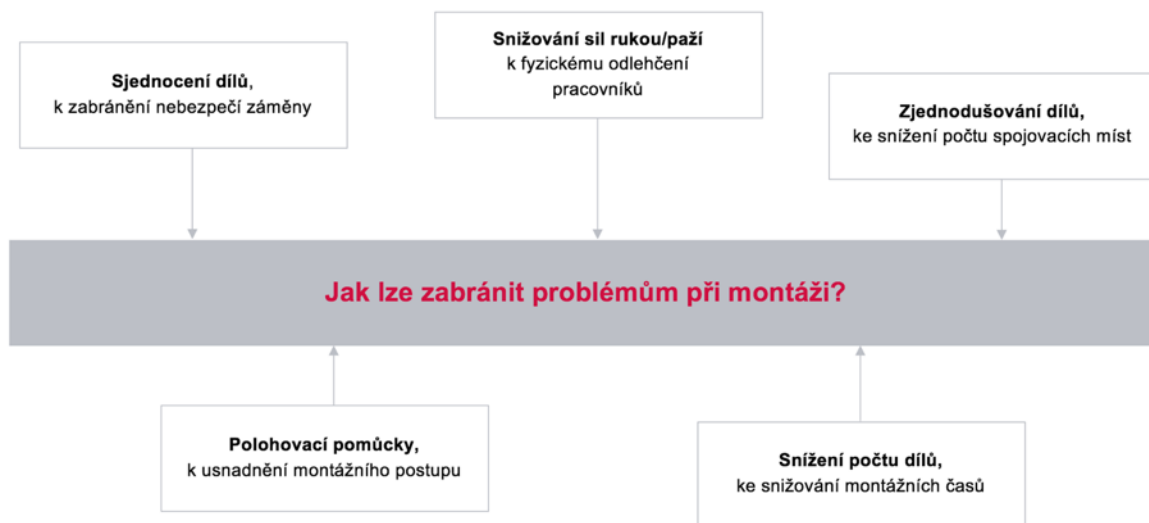 Sjednocení dílů,
k zabránění nebezpečí záměny
Snižování sil rukou/paží
k fyzickému odlehčení
pracovníků
Zjednodušování dílů,
ke snížení počtu spojovacích míst
Jak lze zabránit problémům při montáži?
Polohovací pomůcky,
k usnadnění montážního postupu
Snížení počtu dílů,
ke snižování montážních časů